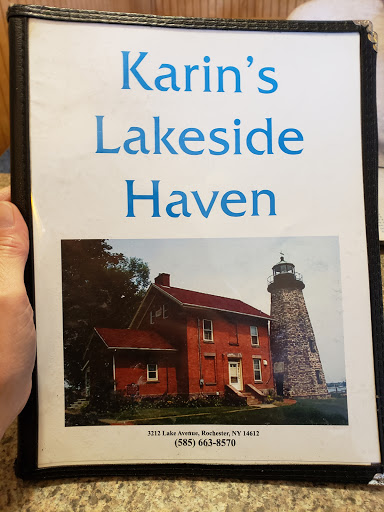 Karin's
Lakeside
Haven
3212 Lake Avenue, Rochester, NY 14612
(585) 663-8570